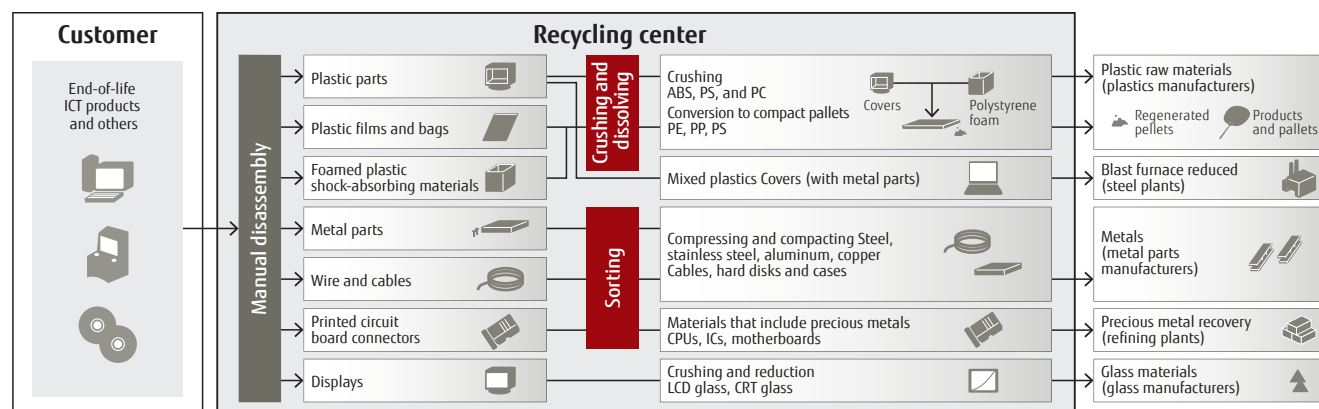 Customer
End-of-life
ICT products
and others
Recycling center
Manual disassembly
Plastic parts
Plastic films and bags
Foamed plastic
shock-absorbing materials
Metal parts
Wire and cables
Printed circuit
board connectors
Displays
Crushing and
dissolving
Sorting
Crushing
ABS, PS, and PC
Conversion to compact pallets
PE, PP, PS
Covers
Polystyrene
foam
Mixed plastics Covers (with metal parts)
Compressing and compacting Steel,
stainless steel, aluminum, copper
Cables, hard disks and cases
Materials that include precious metals
CPUs, ICs, motherboards
Crushing and reduction
LCD glass, CRT glass
Plastic raw materials
(plastics manufacturers)
Regenerated
pellets
Products
and pallets
Blast furnace reduced
(steel plants)
Metals
(metal parts
manufacturers)
Precious metal recovery
(refining plants)
Glass materials
(glass manufacturers)